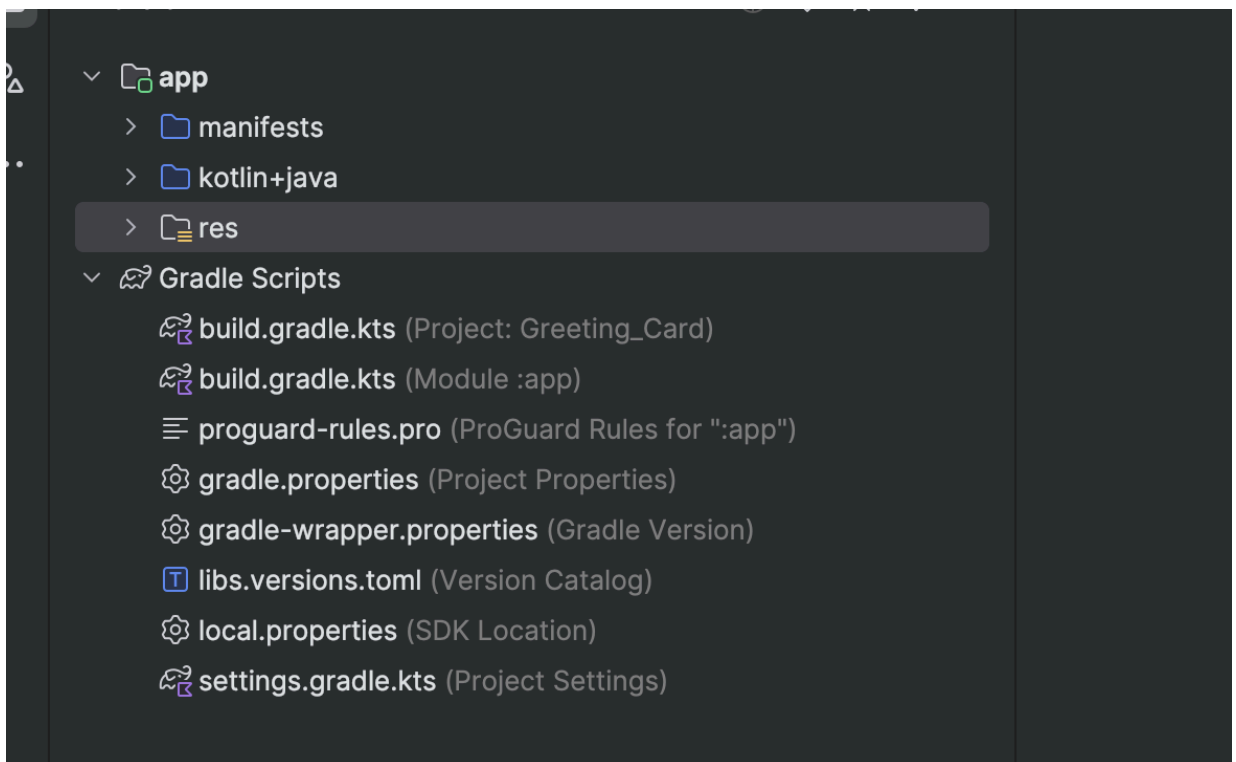 app
manifests
kotlin+java
res
Gradle Scripts
build.gradle.kts (Project: Greeting_Card)
build.gradle.kts (Module :app)
proguard-rules.pro (ProGuard Rules for ":app")
gradle.properties (Project Properties)
gradle-wrapper.properties (Gradle Version)
libs.versions.toml (Version Catalog)
local.properties (SDK Location)
settings.gradle.kts (Project Settings)